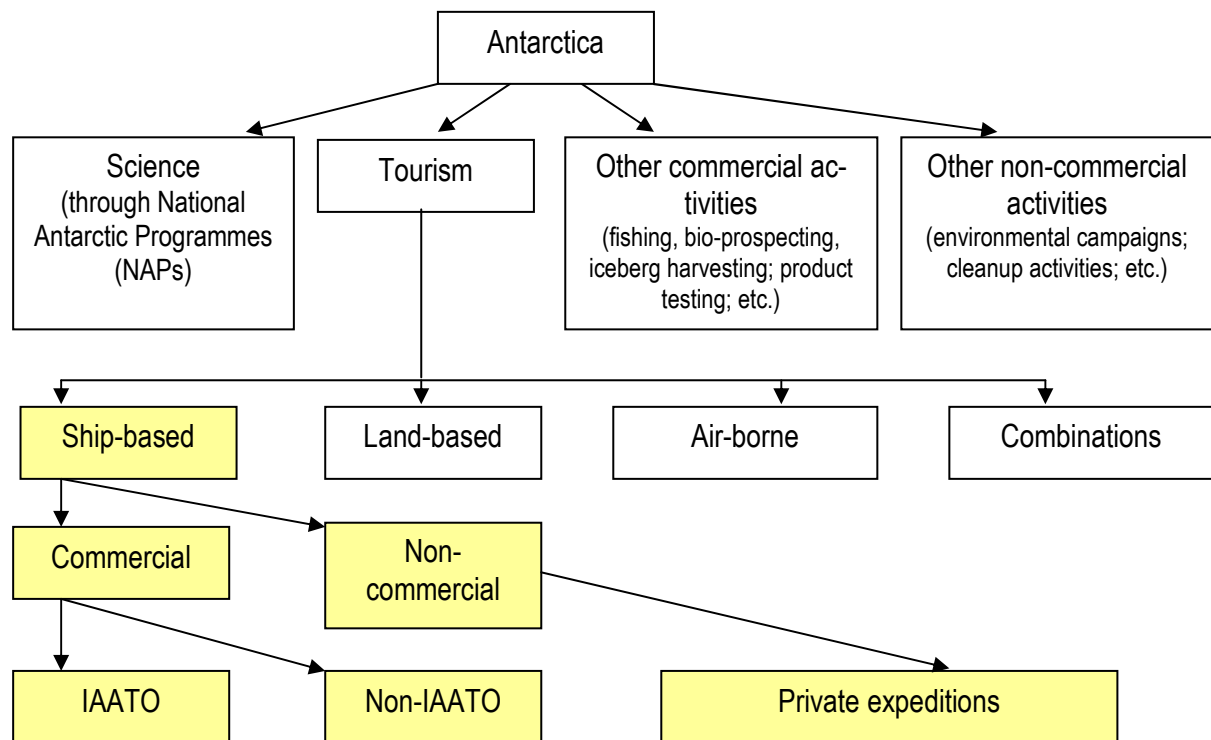 Antarctica
Science
(through National
Antarctic Programmes
(NAPs)
Tourism
Other commercial ac-
tivities
(fishing, bio-prospecting,
iceberg harvesting; product
testing; etc.)
Other non-commercial
activities
(environmental campaigns;
cleanup activities; etc.)
Ship-based
Land-based
Air-borne
Combinations
Commercial
Non-
commercial
IAATO
Non-IAATO
Private expeditions